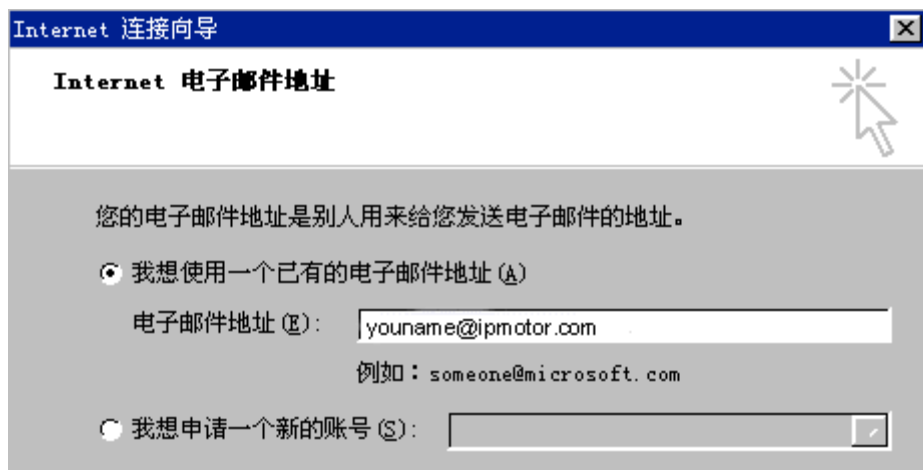 Internet 连接向导
Internet 电子邮件地址
您的电子邮件地址是别人用来给您发送电子邮件的地址。
我想使用一个已有的电子邮件地址(A)
电子邮件地址(E): youname@ipmotor.com
例如：someone@microsoft.com
我想申请一个新的账号(S):